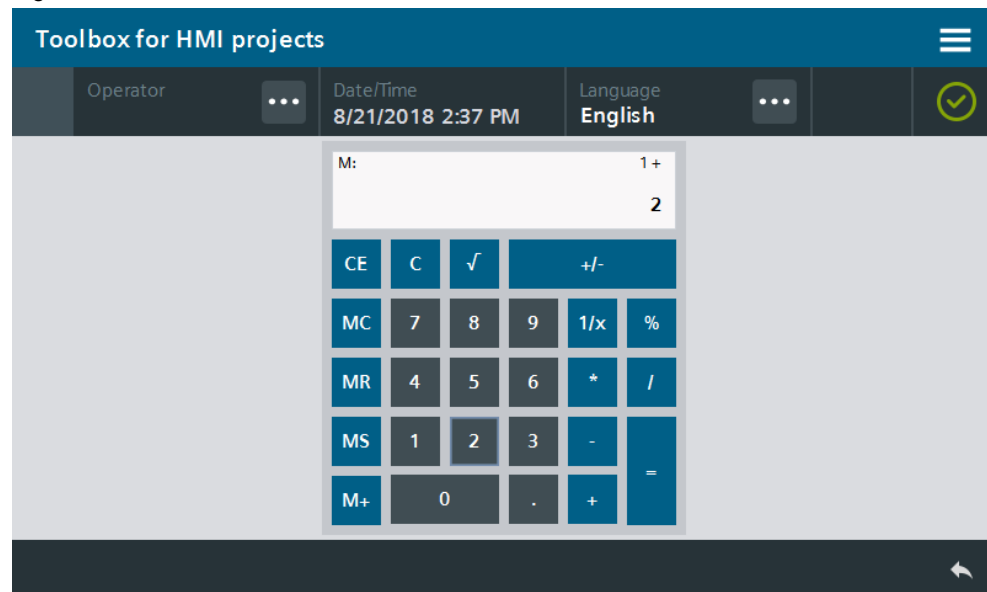 Toolbox for HMI projects
Operator
...
Date/Time
8/21/2018 2:37 PM
Language
English
...
M: 1 +
2
CE C √ +/-
MC 7 8 9 1/x %
MR 4 5 6 * /
MS 1 2 3 - =
M+ 0 . +